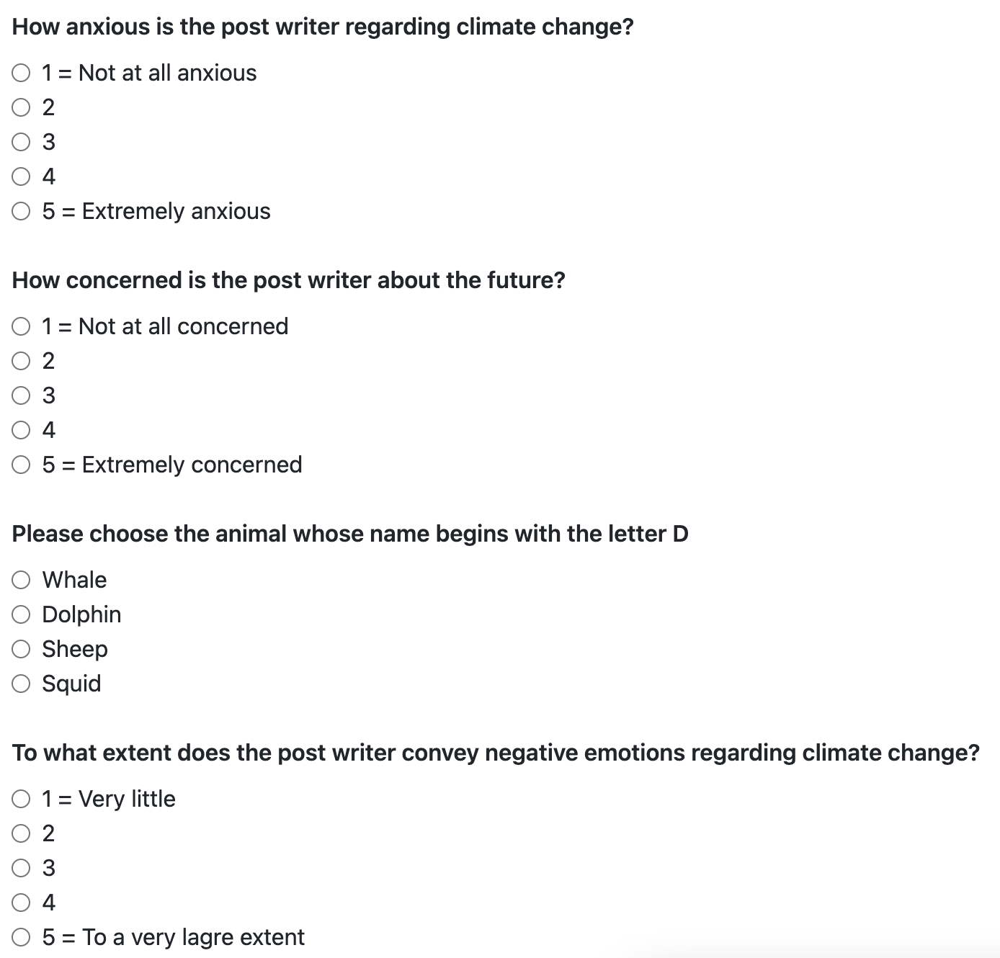 How anxious is the post writer regarding climate change?
1 = Not at all anxious
2
3
4
5 = Extremely anxious
How concerned is the post writer about the future?
1 = Not at all concerned
2
3
4
5 = Extremely concerned
Please choose the animal whose name begins with the letter D
Whale
Dolphin
Sheep
Squid
To what extent does the post writer convey negative emotions regarding climate change?
1 = Very little
2
3
4
5 = To a very lagre extent